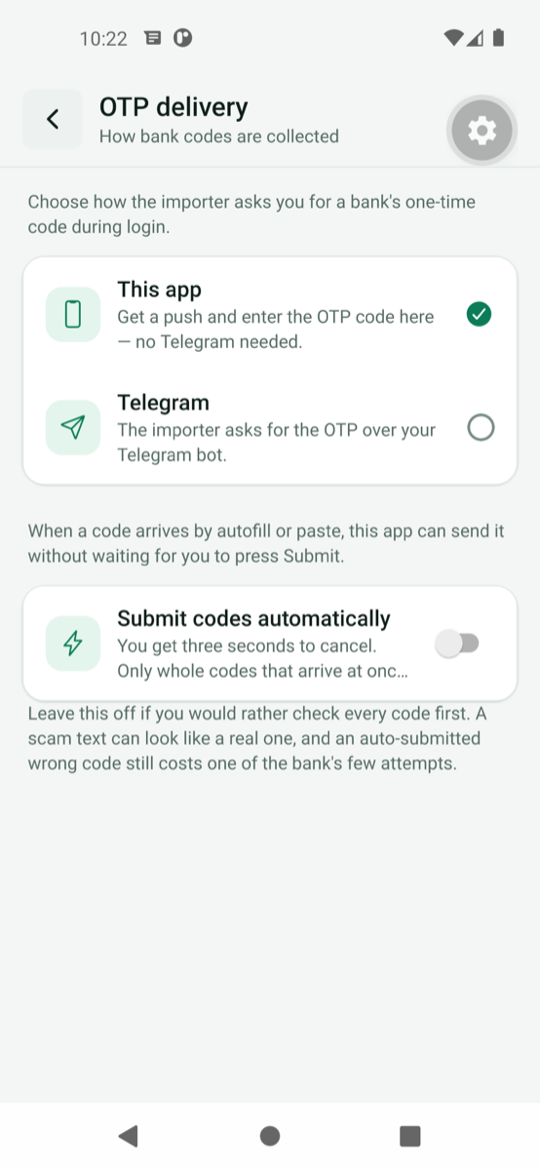 10:22
OTP delivery
How bank codes are collected
Choose how the importer asks you for a bank's one-time
code during login.
This app
Get a push and enter the OTP code here
— no Telegram needed.
Telegram
The importer asks for the OTP over your
Telegram bot.
When a code arrives by autofill or paste, this app can send it
without waiting for you to press Submit.
Submit codes automatically
You get three seconds to cancel.
Only whole codes that arrive at onc...
Leave this off if you would rather check every code first. A
scam text can look like a real one, and an auto-submitted
wrong code still costs one of the bank's few attempts.